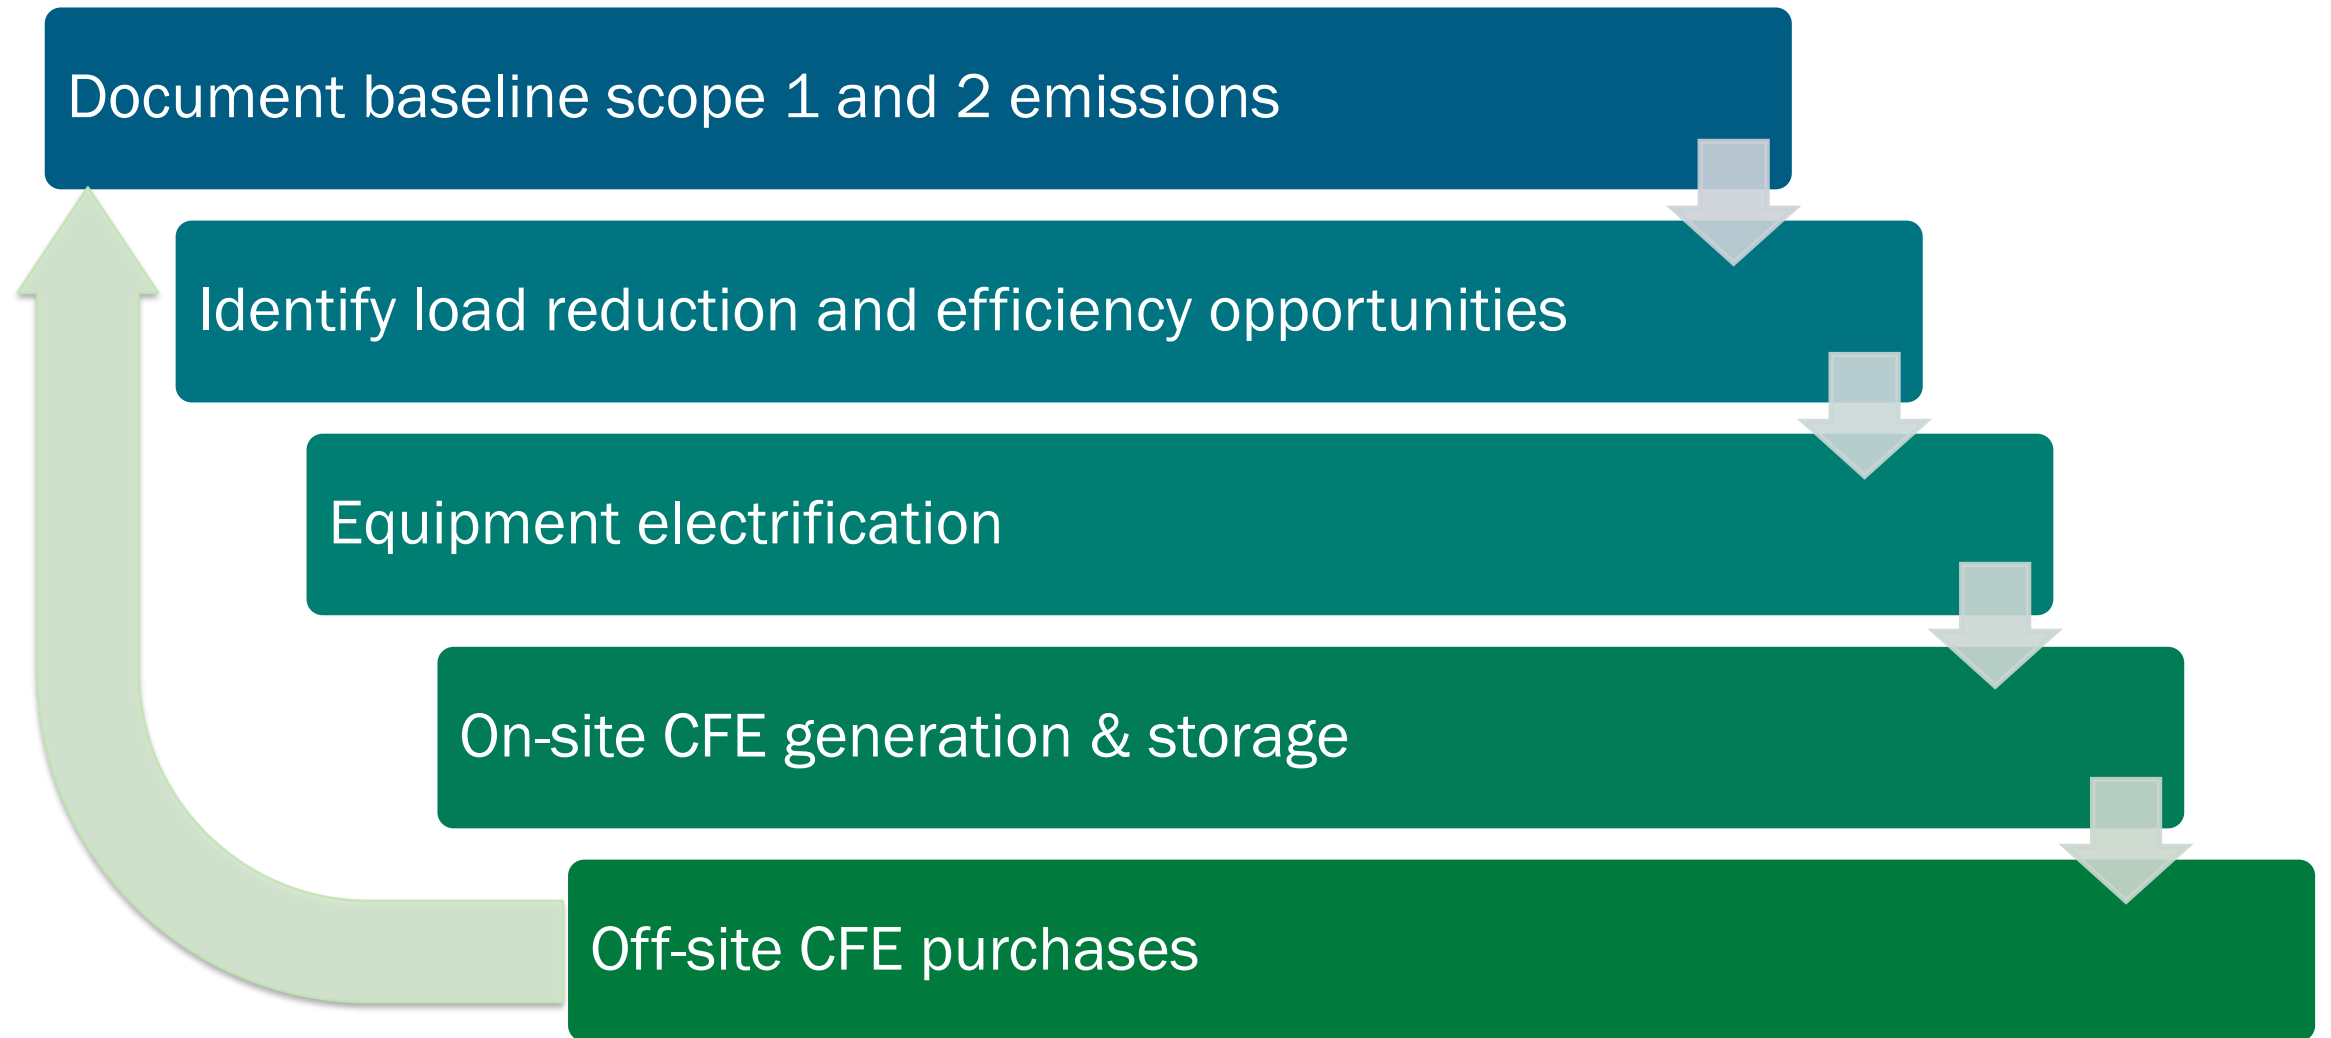 Document baseline scope 1 and 2 emissions
Identify load reduction and efficiency opportunities
Equipment electrification
On-site CFE generation & storage
Off-site CFE purchases